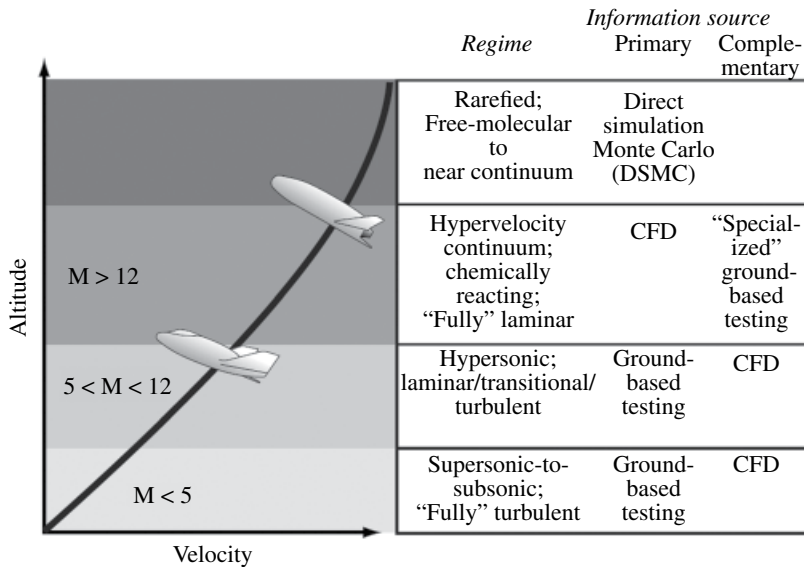 Information source
Regime
Primary
Comple-
mentary
Rarefied;
Free-molecular
to
near continuum
Direct
simulation
Monte Carlo
(DSMC)
M > 12
Hypervelocity
continuum;
chemically
reacting;
“Fully” laminar
CFD
“Special-
ized”
ground-
based
testing
5 < M < 12
Hypersonic;
laminar/transitional/
turbulent
Ground-
based
testing
CFD
M < 5
Supersonic-to-
subsonic;
“Fully” turbulent
Ground-
based
testing
CFD
Altitude
Velocity